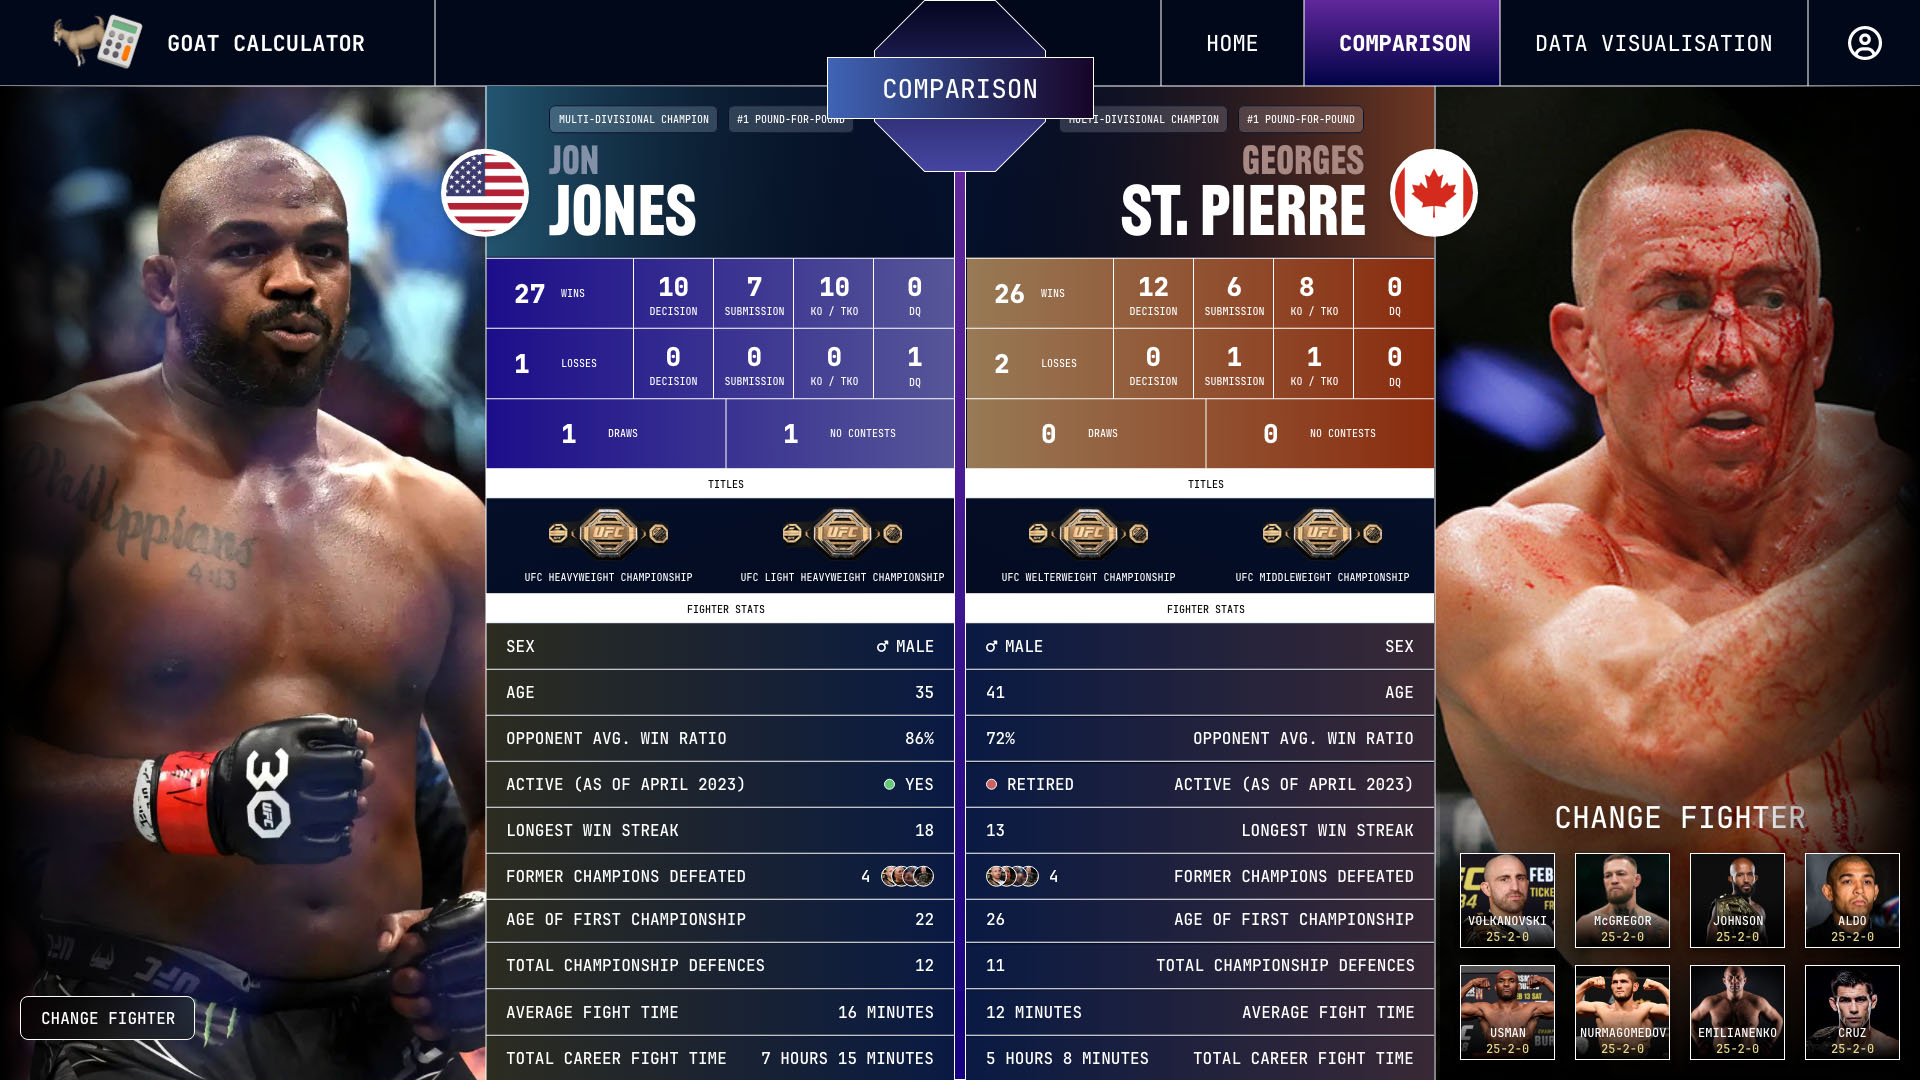 GOAT CALCULATOR
HOME
COMPARISON
DATA VISUALISATION
COMPARISON
MULTI-DIVISIONAL CHAMPION
#1 POUND-FOR-POUND
JON
JONES
27 WINS
10 DECISION
7 SUBMISSION
10 KO / TKO
0 DQ
1 LOSSES
0 DECISION
0 SUBMISSION
0 KO / TKO
1 DQ
1 DRAWS
1 NO CONTESTS
TITLES
UFC
UFC
UFC HEAVYWEIGHT CHAMPIONSHIP
UFC LIGHT HEAVYWEIGHT CHAMPIONSHIP
FIGHTER STATS
SEX ♂ MALE
AGE 35
OPPONENT AVG. WIN RATIO 86%
ACTIVE (AS OF APRIL 2023) YES
LONGEST WIN STREAK 18
FORMER CHAMPIONS DEFEATED 4
AGE OF FIRST CHAMPIONSHIP 22
TOTAL CHAMPIONSHIP DEFENCES 12
AVERAGE FIGHT TIME 16 MINUTES
TOTAL CAREER FIGHT TIME 7 HOURS 15 MINUTES
MULTI-DIVISIONAL CHAMPION
#1 POUND-FOR-POUND
GEORGES
ST. PIERRE
26 WINS
12 DECISION
6 SUBMISSION
8 KO / TKO
0 DQ
2 LOSSES
0 DECISION
1 SUBMISSION
1 KO / TKO
0 DQ
0 DRAWS
0 NO CONTESTS
TITLES
UFC
UFC
UFC WELTERWEIGHT CHAMPIONSHIP
UFC MIDDLEWEIGHT CHAMPIONSHIP
FIGHTER STATS
♂ MALE SEX
41 AGE
72% OPPONENT AVG. WIN RATIO
RETIRED ACTIVE (AS OF APRIL 2023)
13 LONGEST WIN STREAK
4 FORMER CHAMPIONS DEFEATED
26 AGE OF FIRST CHAMPIONSHIP
11 TOTAL CHAMPIONSHIP DEFENCES
12 MINUTES AVERAGE FIGHT TIME
5 HOURS 8 MINUTES TOTAL CAREER FIGHT TIME
Philippians
4:13
30
UFC
UFC
CHANGE FIGHTER
CHANGE FIGHTER
VOLKANOVSKI
25-2-0
McGREGOR
25-2-0
JOHNSON
25-2-0
ALDO
25-2-0
USMAN
25-2-0
NURMAGOMEDOV
25-2-0
EMILIANENKO
25-2-0
CRUZ
25-2-0